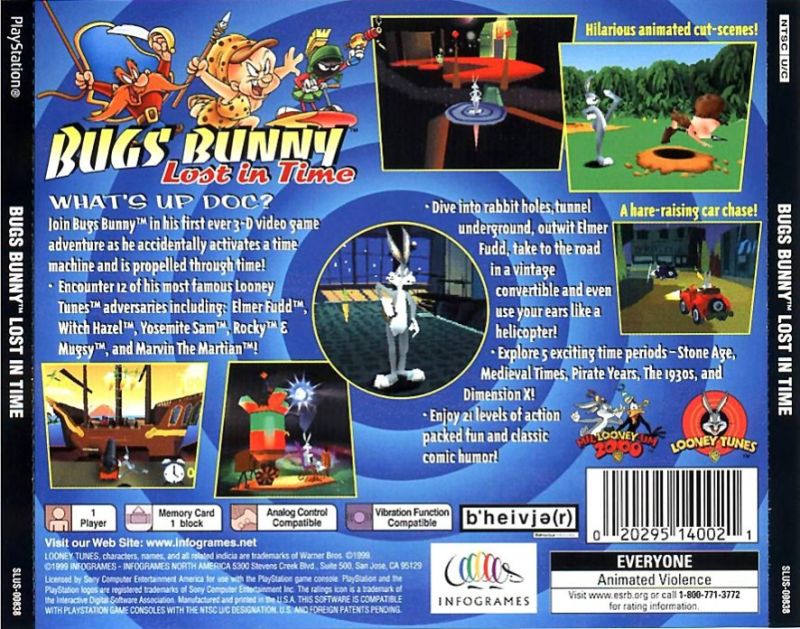 PlayStation®
BUGS BUNNY™ LOST IN TIME
SLUS-00838
BUGS BUNNY™
Lost in Time
WHAT'S UP DOC?
Join Bugs Bunny™ in his first ever 3-D video game
adventure as he accidentally activates a time
machine and is propelled through time!
• Encounter 12 of his most famous Looney
Tunes™ adversaries including: Elmer Fudd™,
Witch Hazel™, Yosemite Sam™, Rocky™ &
Mugsy™, and Marvin The Martian™!
Hilarious animated cut-scenes!
A hare-raising car chase!
• Dive into rabbit holes, tunnel
underground, outwit Elmer
Fudd, take to the road
in a vintage
convertible and even
use your ears like a
helicopter!
• Explore 5 exciting time periods – Stone Age,
Medieval Times, Pirate Years, The 1930s, and
Dimension X!
• Enjoy 21 levels of action
packed fun and classic
comic humor!
MIL-LOONEY-UM
2000
LOONEY TUNES
1
Player
Memory Card
1 block
Analog Control
Compatible
Vibration Function
Compatible
b'heivjə(r)
Visit our Web Site: www.infogrames.net
LOONEY TUNES, characters, names, and all related indicia are trademarks of Warner Bros. ©1999.
©1999 INFOGRAMES - INFOGRAMES NORTH AMERICA 5300 Stevens Creek Blvd., Suite 500, San Jose, CA 95129
Licensed by Sony Computer Entertainment America for use with the PlayStation game console. PlayStation and the
PlayStation logos are registered trademarks of Sony Computer Entertainment Inc. The ratings icon is a trademark of
the Interactive Digital Software Association. Manufactured and printed in the U.S.A. THIS SOFTWARE IS COMPATIBLE
WITH PLAYSTATION GAME CONSOLES WITH THE NTSC U/C DESIGNATION. U.S. AND FOREIGN PATENTS PENDING.
INFOGRAMES
0 20295 14002 1
EVERYONE
Animated Violence
Visit www.esrb.org or call 1-800-771-3772
for rating information.
NTSC U/C
BUGS BUNNY™ LOST IN TIME
SLUS-00838